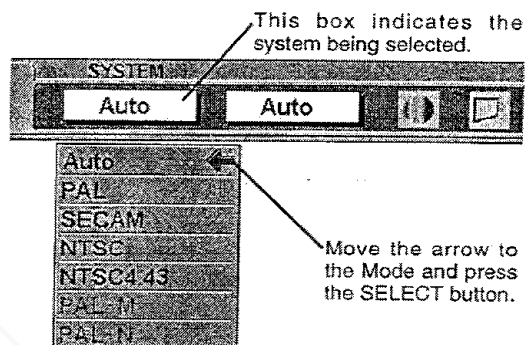 This box indicates the
system being selected.
SYSTEM
Auto
Auto
Auto
PAL
SECAM
NTSC
NTSC4.43
PAL-M
PAL-N
Move the arrow to
the Mode and press
the SELECT button.